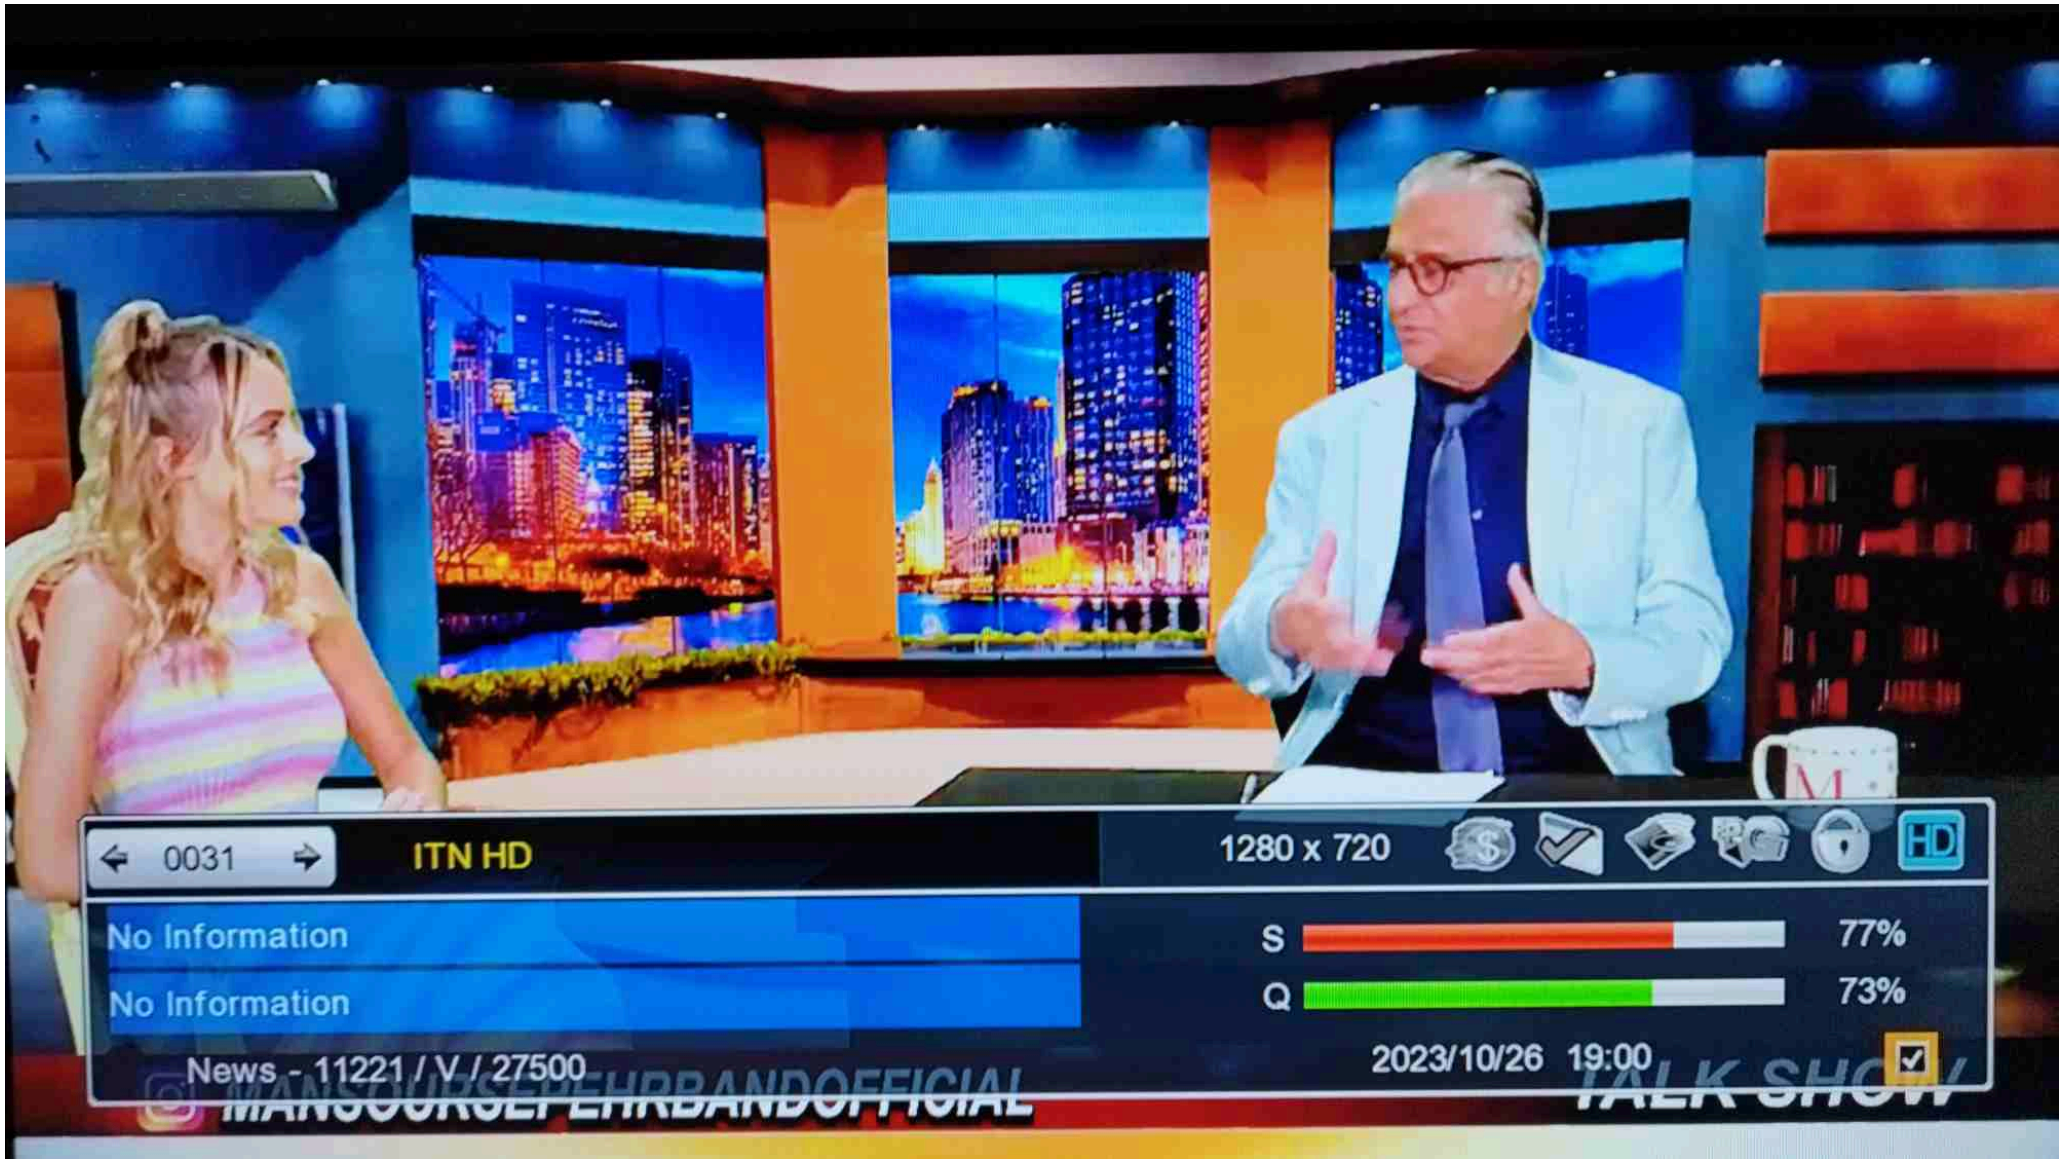 M
0031 ITN HD 1280 x 720 $ HD
No Information
S 77%
No Information
Q 73%
News - 11221 / V / 27500 2023/10/26 19:00
MANSOURSEPEHRBANDOFFICIAL TALK SHOW